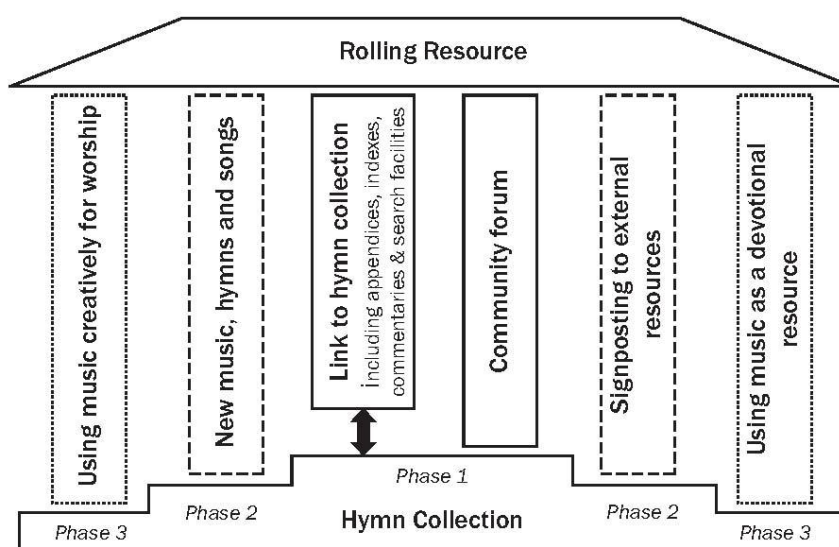 Rolling Resource
Using music creatively for worship
New music, hymns and songs
Link to hymn collection
including appendices, indexes,
commentaries & search facilities
Community forum
Signposting to external
resources
Using music as a devotional
resource
Phase 1
Phase 2
Phase 2
Phase 3
Hymn Collection
Phase 3